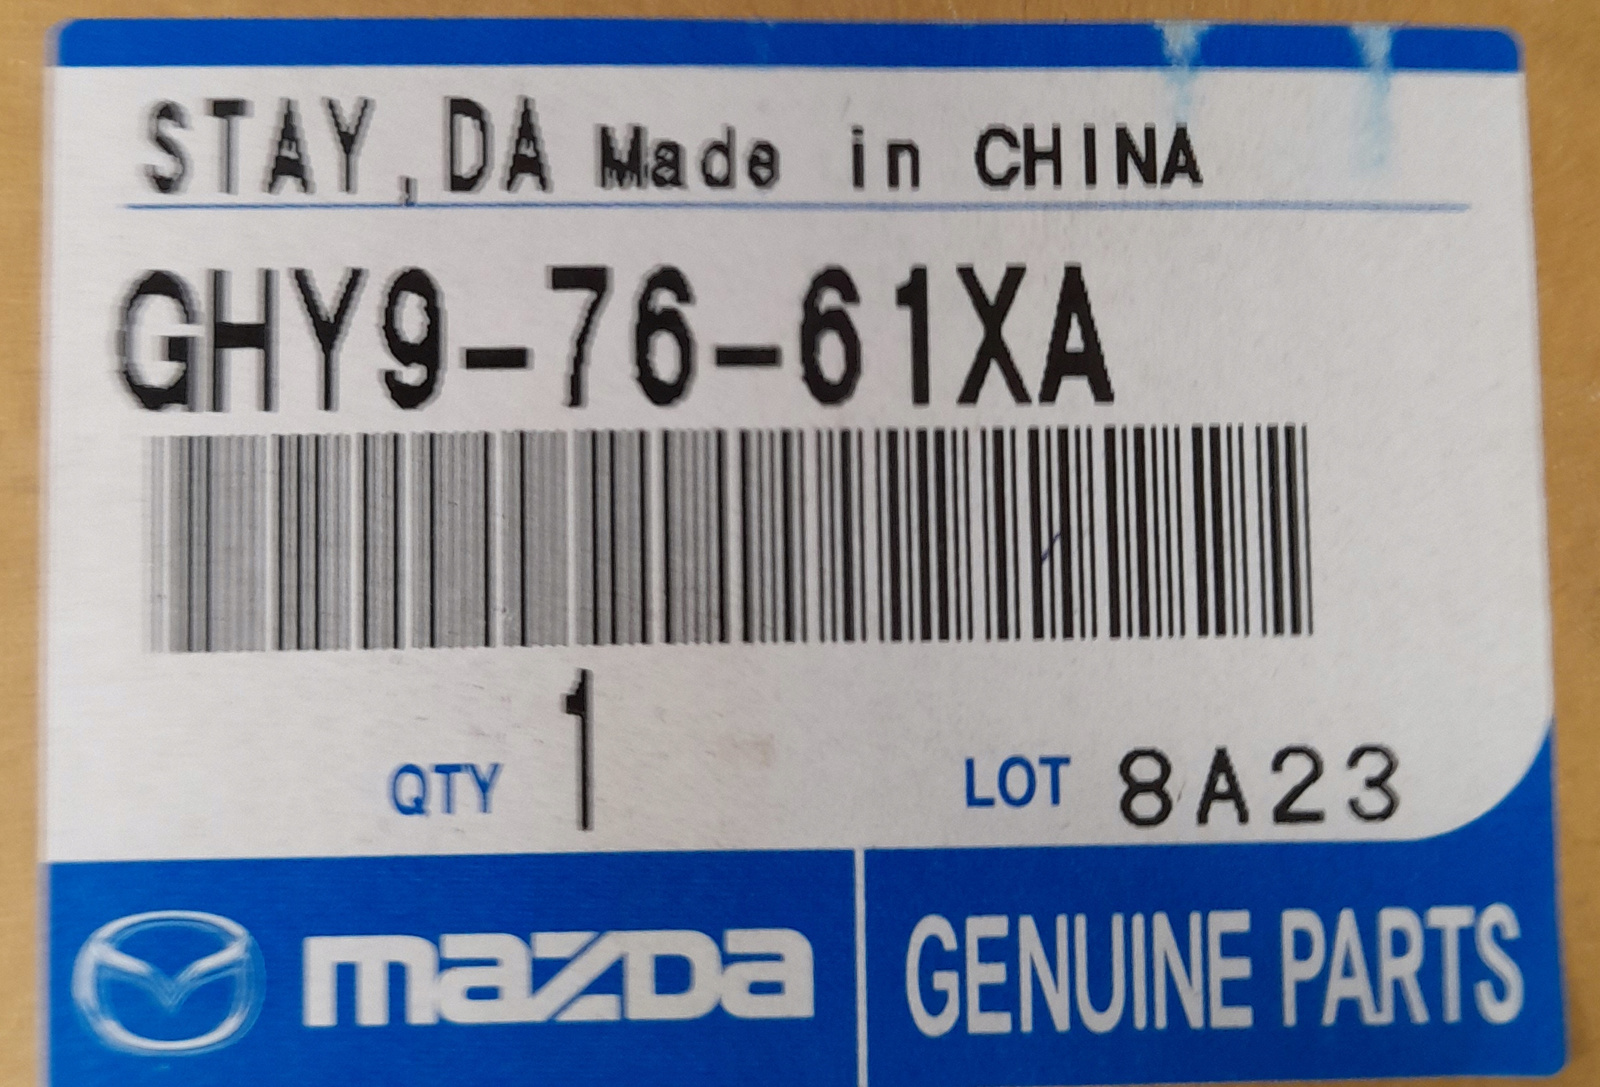 STAY,DA Made in CHINA
GHY9-76-61XA
QTY 1 LOT 8A23
mazda GENUINE PARTS